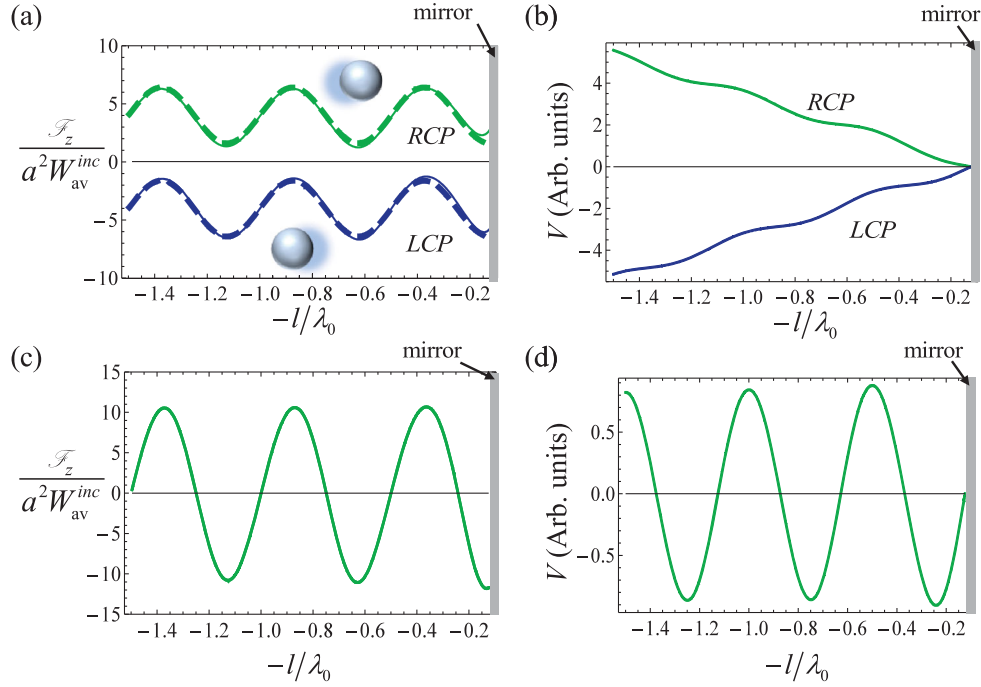 (a)
mirror
10
5
0
−5
−10
ℱz
a²W inc av
RCP
LCP
−1.4 −1.2 −1.0 −0.8 −0.6 −0.4 −0.2
−l/λ₀
(b)
mirror
4
2
0
−2
−4
V (Arb. units)
RCP
LCP
−1.4 −1.2 −1.0 −0.8 −0.6 −0.4 −0.2
−l/λ₀
(c)
mirror
15
10
5
0
−5
−10
−15
ℱz
a²W inc av
−1.4 −1.2 −1.0 −0.8 −0.6 −0.4 −0.2
−l/λ₀
(d)
mirror
0.5
0.0
−0.5
V (Arb. units)
−1.4 −1.2 −1.0 −0.8 −0.6 −0.4 −0.2
−l/λ₀